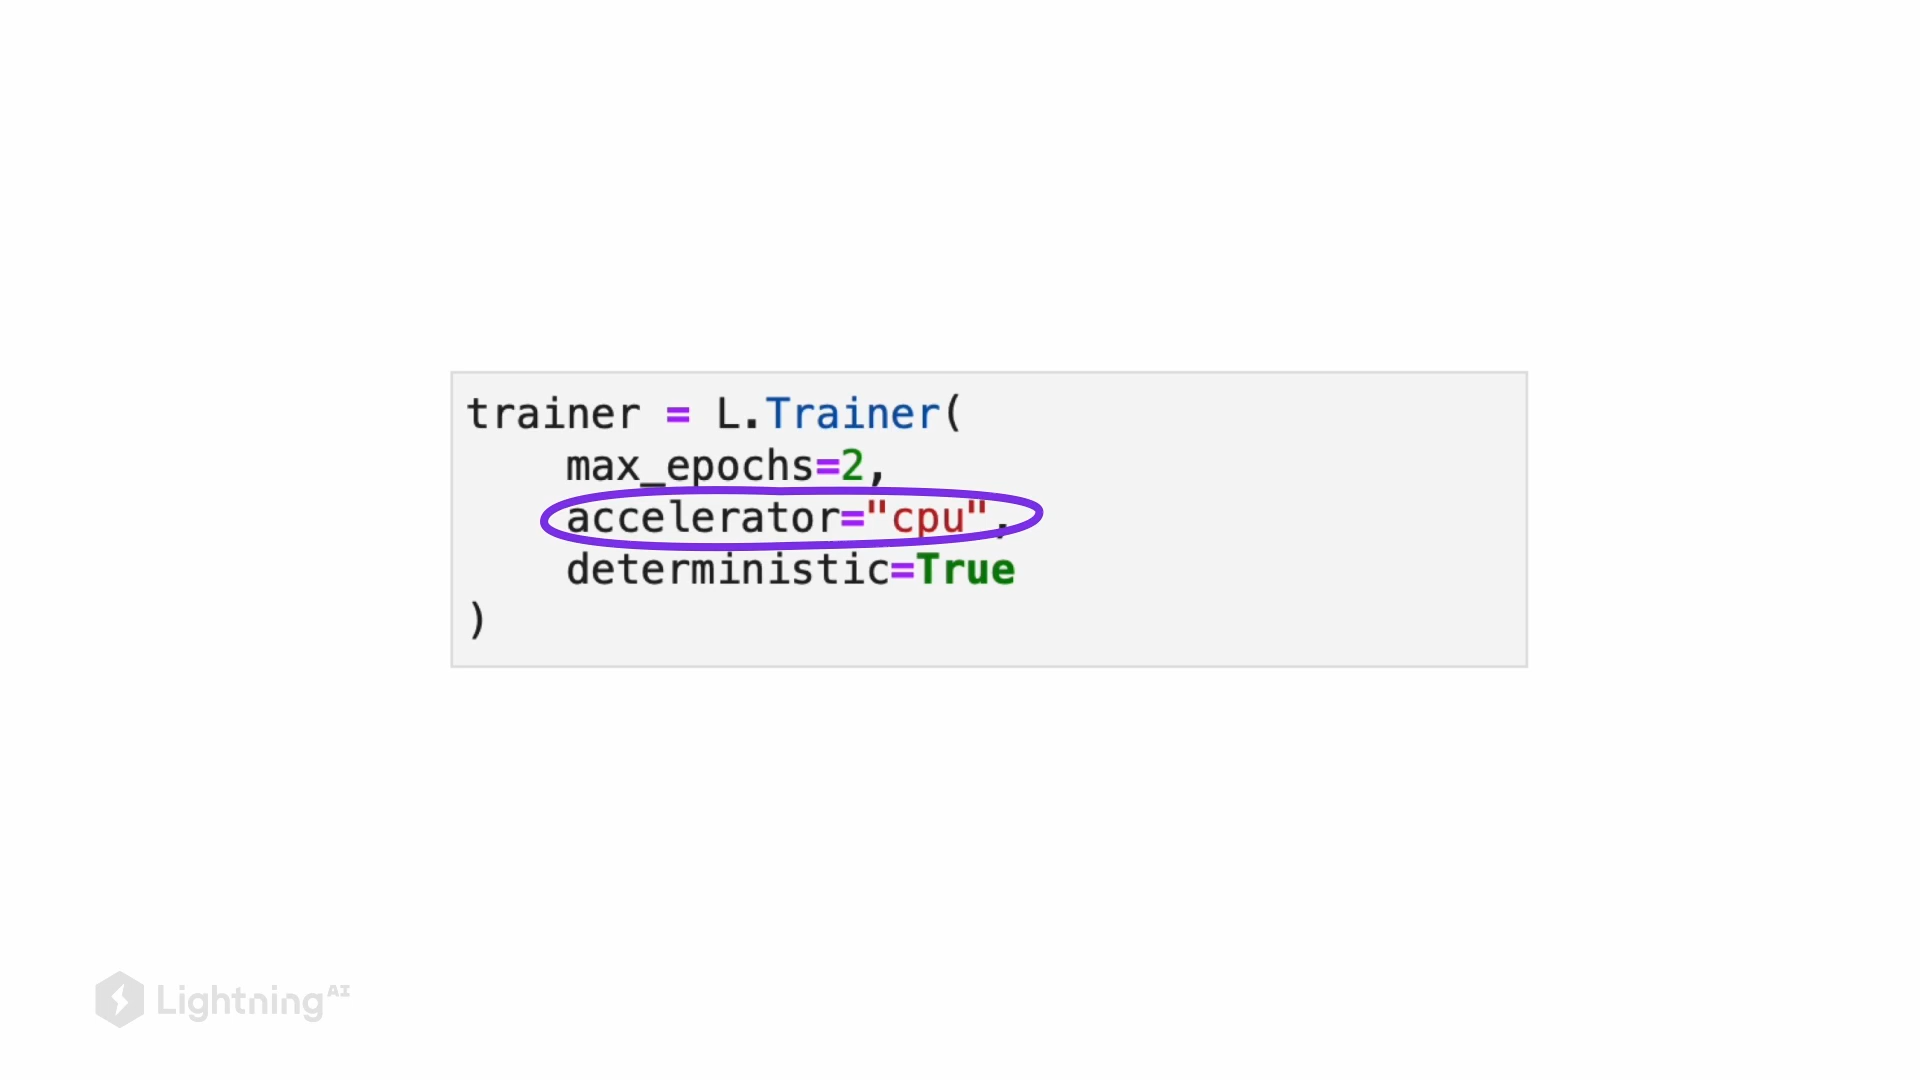 trainer = L.Trainer(
    max_epochs=2,
    accelerator="cpu",
    deterministic=True
)
Lightning AI